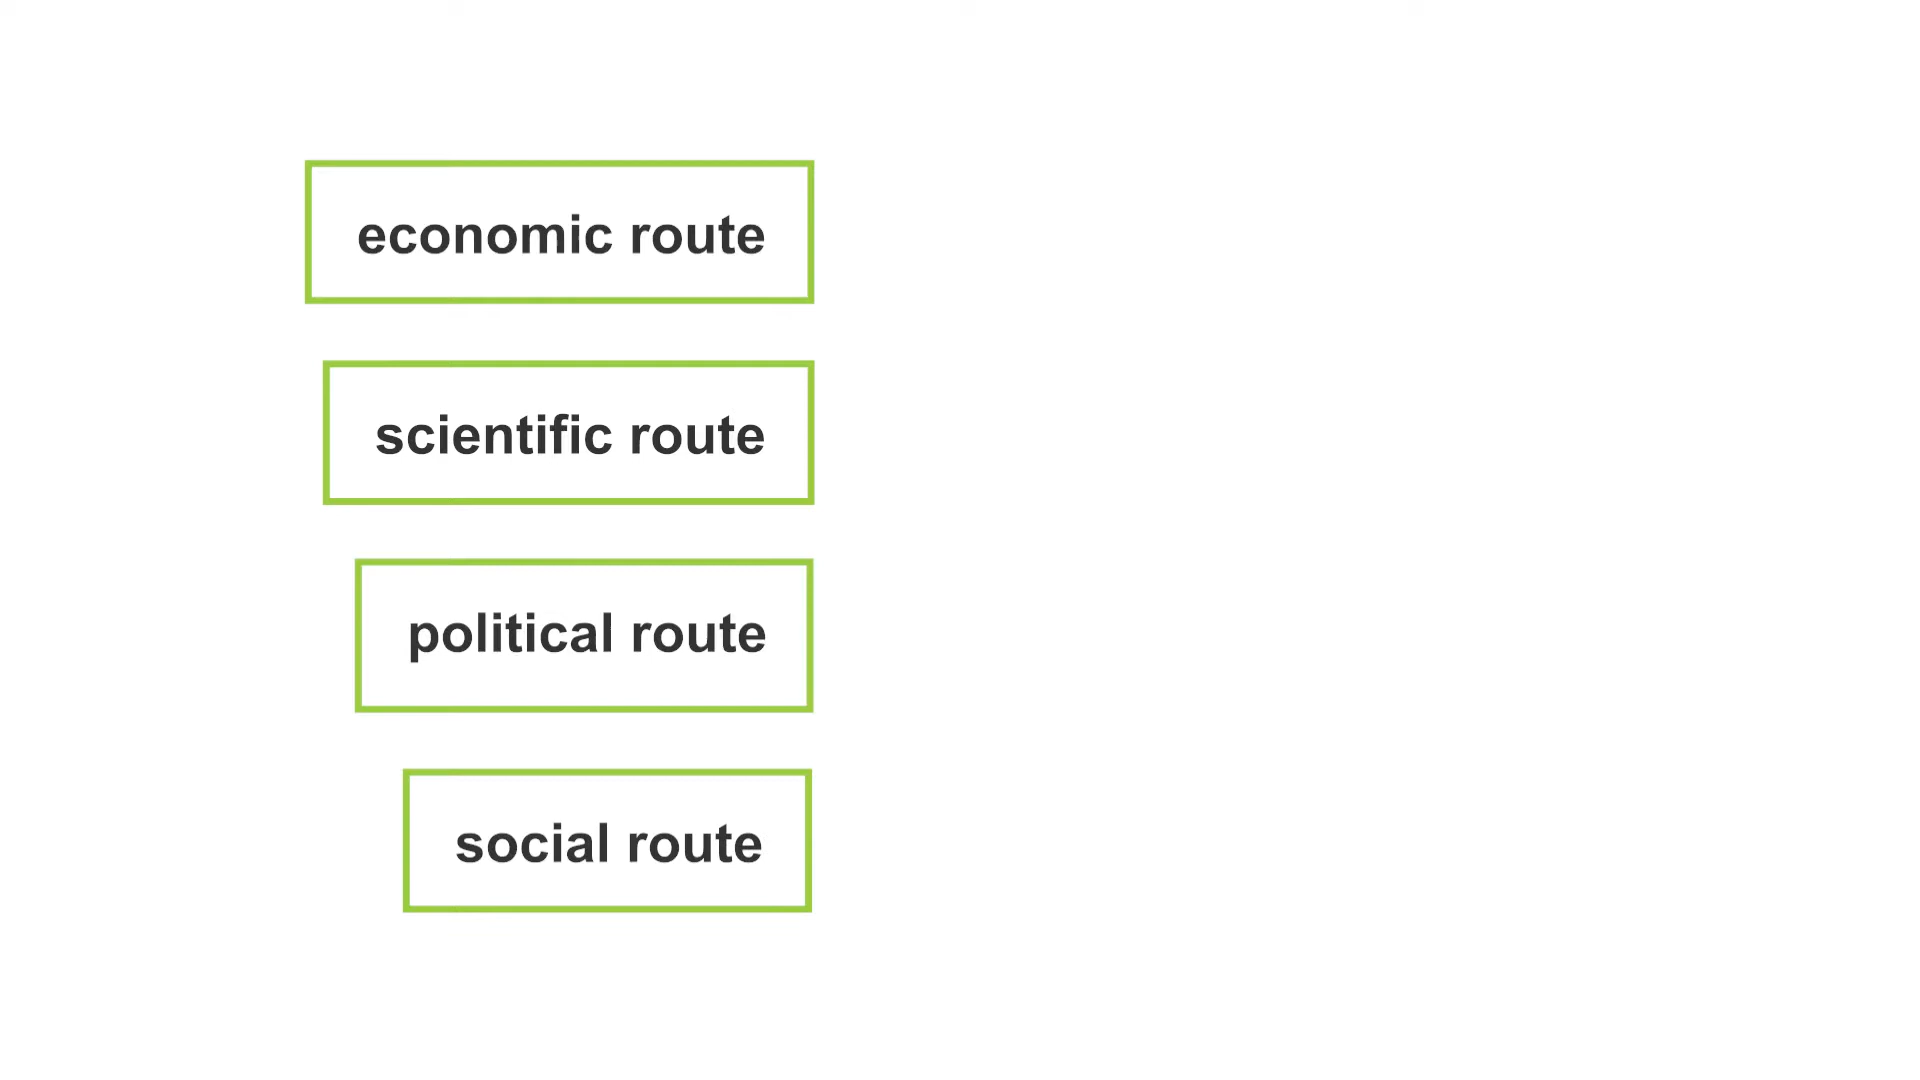 economic route
scientific route
political route
social route